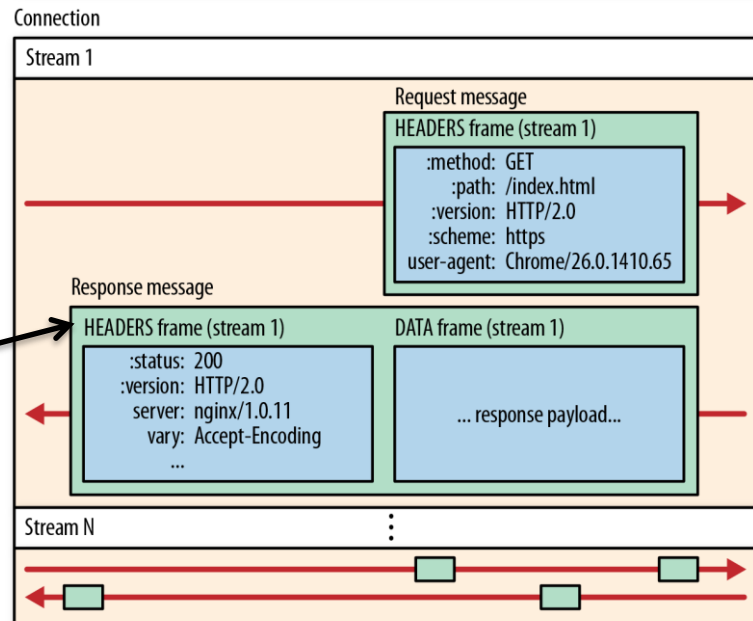 Connection
Stream 1
Request message
HEADERS frame (stream 1)
:method: GET
:path: /index.html
:version: HTTP/2.0
:scheme: https
user-agent: Chrome/26.0.1410.65
Response message
HEADERS frame (stream 1)
:status: 200
:version: HTTP/2.0
server: nginx/1.0.11
vary: Accept-Encoding
...
DATA frame (stream 1)
... response payload...
Stream N